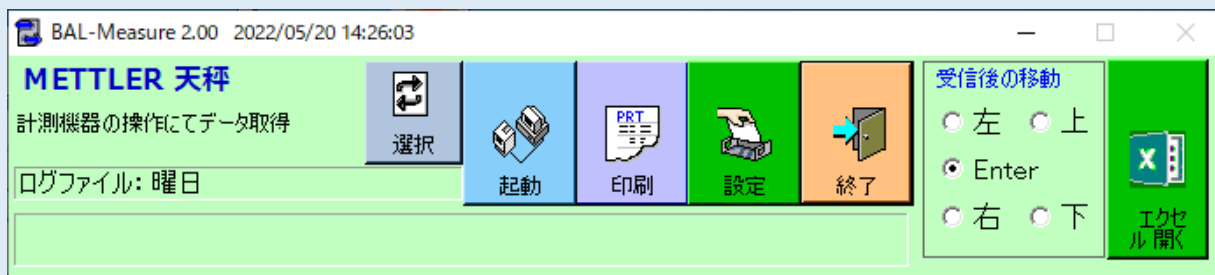 BAL-Measure 2.00 2022/05/20 14:26:03
METTLER 天秤
計測機器の操作にてデータ取得
選択
ログファイル: 曜日
起動
PRT
印刷
設定
終了
受信後の移動
左 上
Enter
右 下
X
エクセ
ル 開く